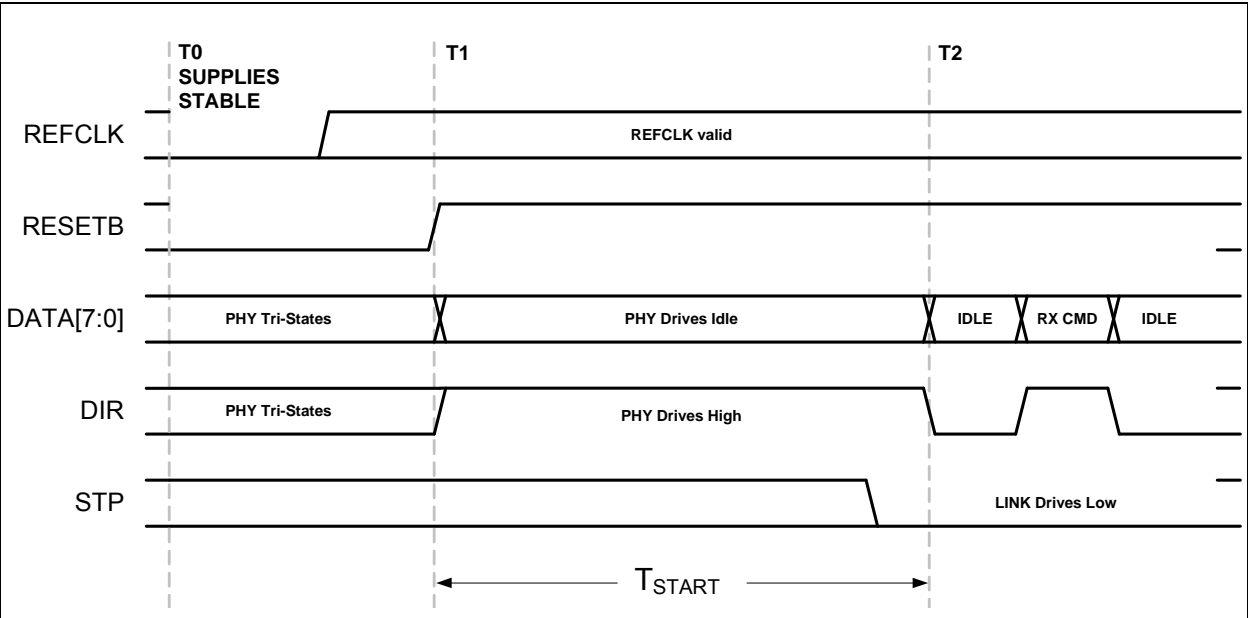 T0
SUPPLIES
STABLE
T1
T2
REFCLK
REFCLK valid
RESETB
DATA[7:0]
PHY Tri-States
PHY Drives Idle
IDLE
RX CMD
IDLE
DIR
PHY Tri-States
PHY Drives High
STP
LINK Drives Low
TSTART